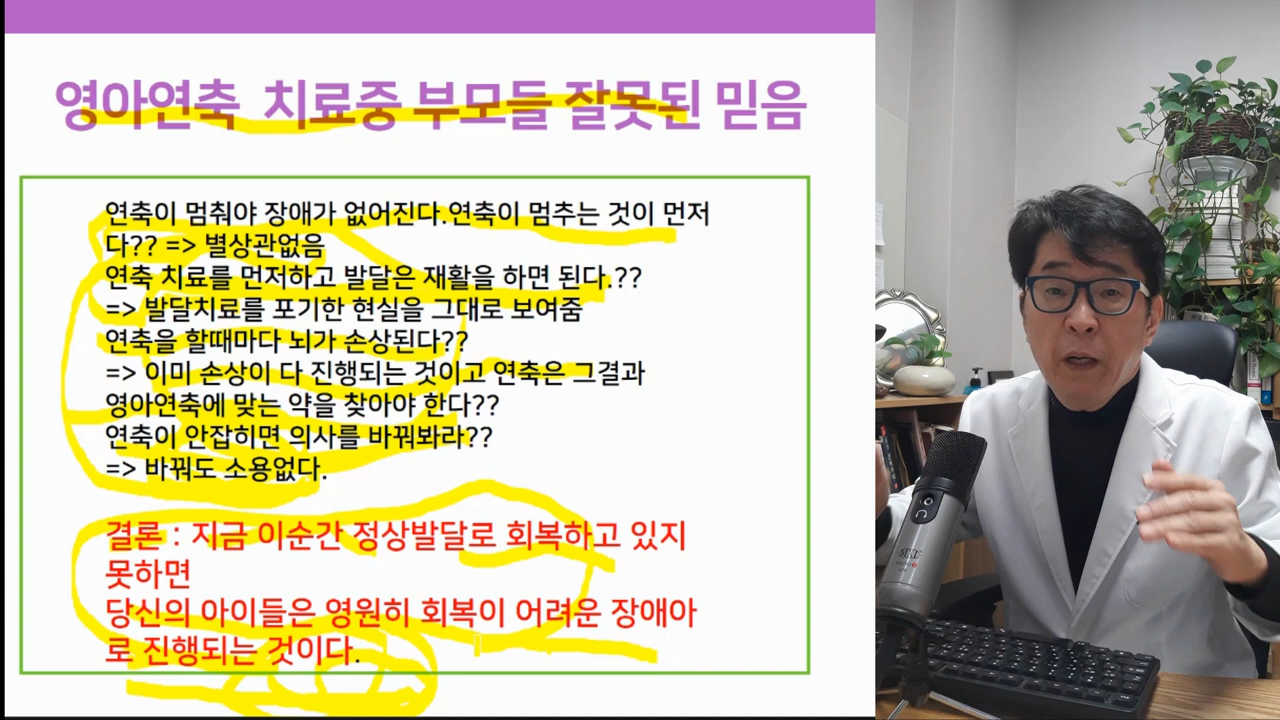 영아연축 치료중 부모들 잘못된 믿음
연축이 멈춰야 장애가 없어진다.연축이 멈추는 것이 먼저
다?? => 별상관없음
연축 치료를 먼저하고 발달은 재활을 하면 된다.??
=> 발달치료를 포기한 현실을 그대로 보여줌
연축을 할때마다 뇌가 손상된다??
=> 이미 손상이 다 진행되는 것이고 연축은 그결과
영아연축에 맞는 약을 찾아야 한다??
연축이 안잡히면 의사를 바꿔봐라??
=> 바꿔도 소용없다.
결론 : 지금 이순간 정상발달로 회복하고 있지
못하면
당신의 아이들은 영원히 회복이 어려운 장애아
로 진행되는 것이다.